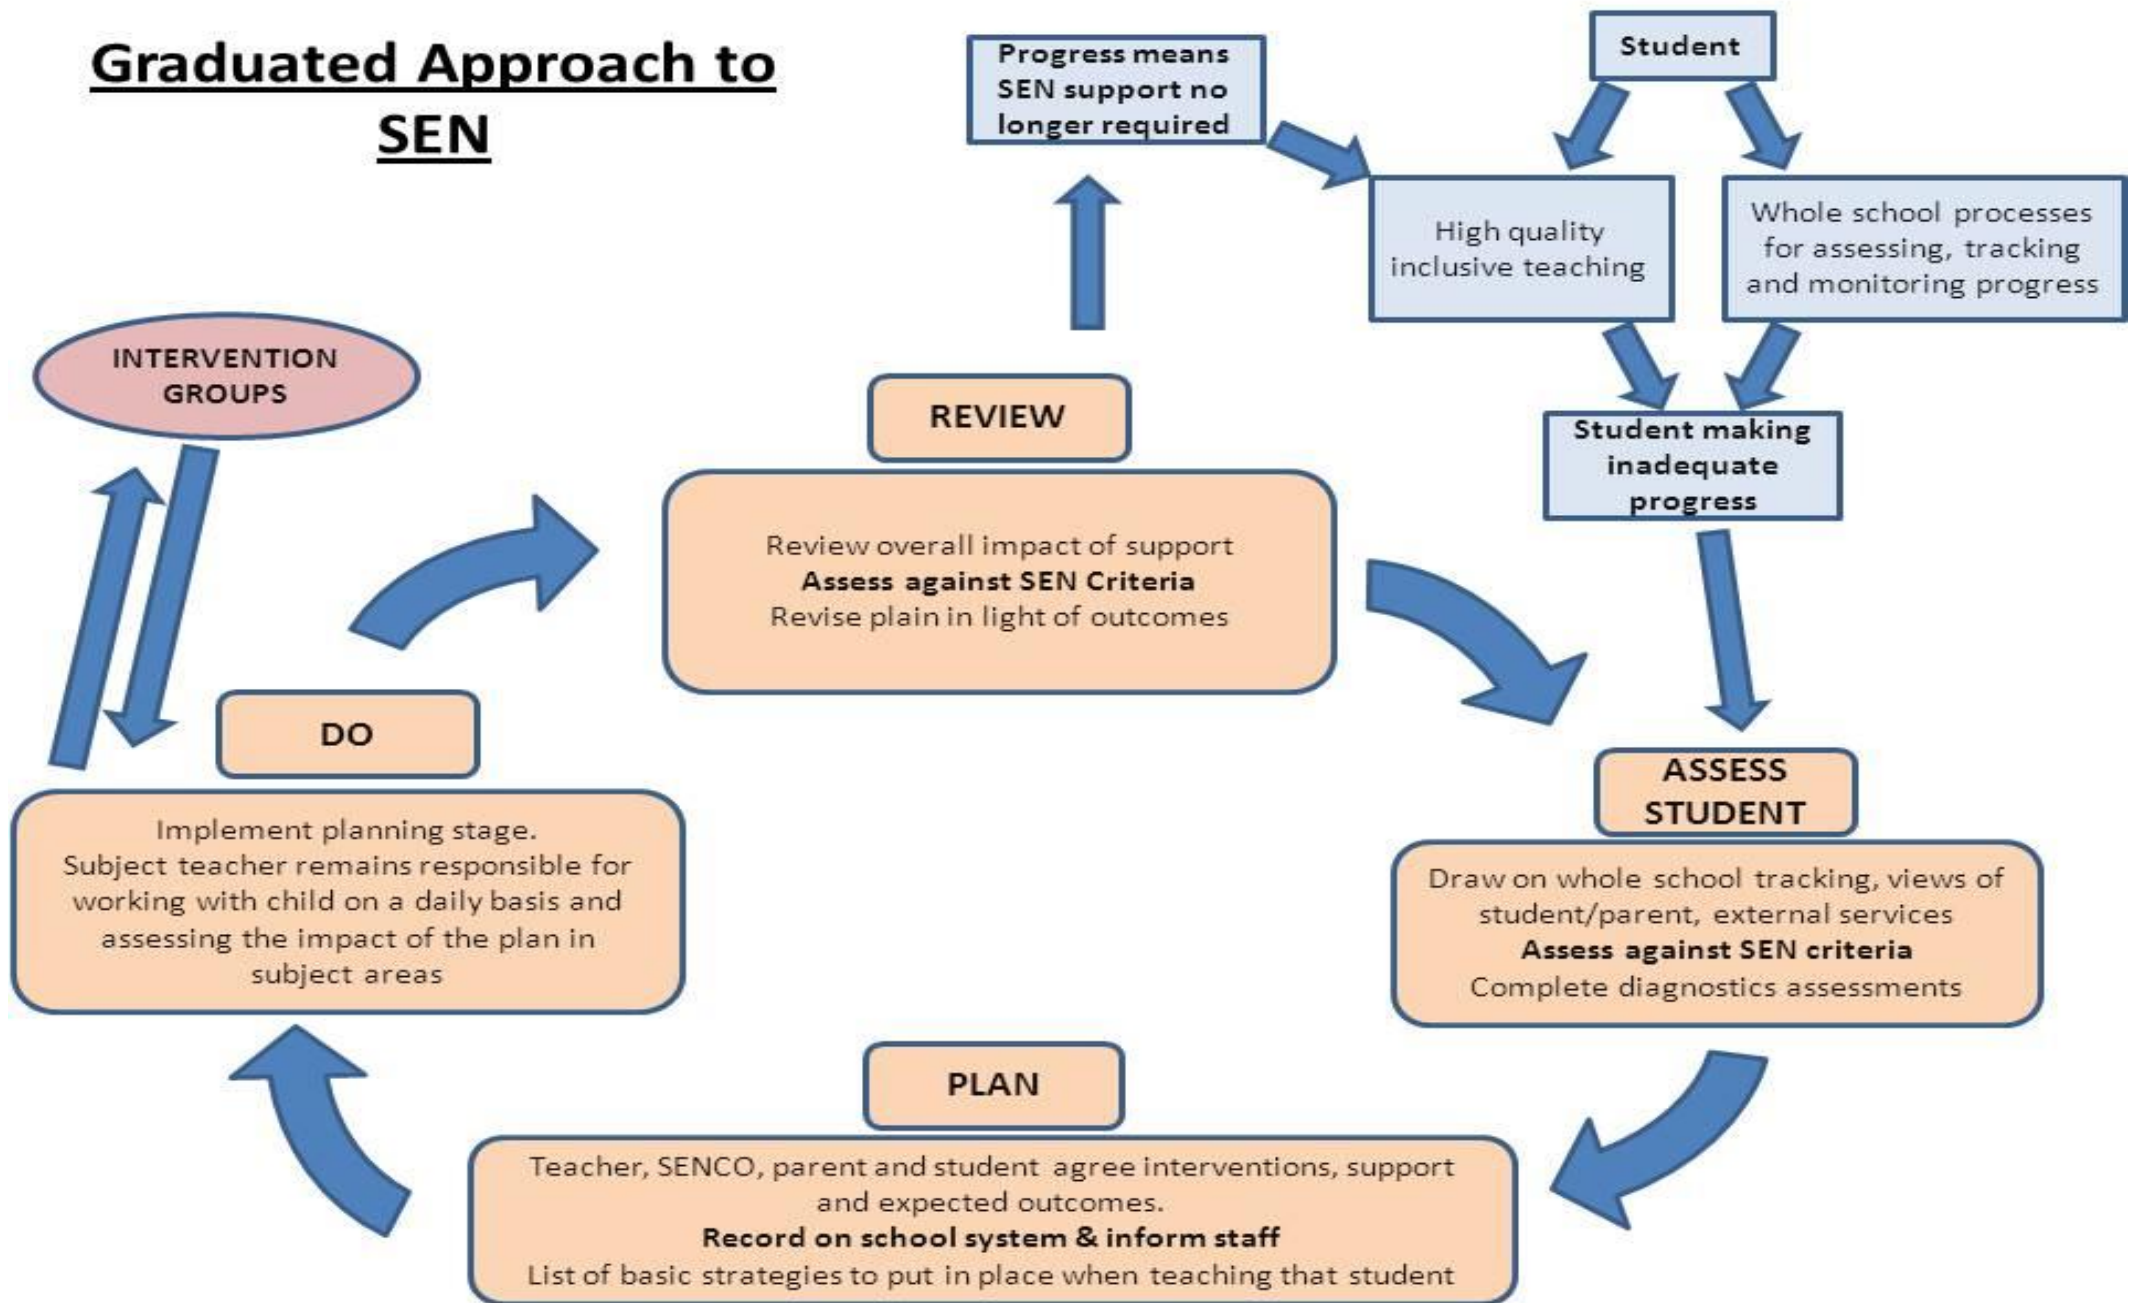 Graduated Approach to
SEN
Progress means
SEN support no
longer required
Student
High quality
inclusive teaching
Whole school processes
for assessing, tracking
and monitoring progress
INTERVENTION
GROUPS
REVIEW
Student making
inadequate
progress
Review overall impact of support
Assess against SEN Criteria
Revise plain in light of outcomes
DO
ASSESS
STUDENT
Implement planning stage.
Subject teacher remains responsible for
working with child on a daily basis and
assessing the impact of the plan in
subject areas
Draw on whole school tracking, views of
student/parent, external services
Assess against SEN criteria
Complete diagnostics assessments
PLAN
Teacher, SENCO, parent and student agree interventions, support
and expected outcomes.
Record on school system & inform staff
List of basic strategies to put in place when teaching that student